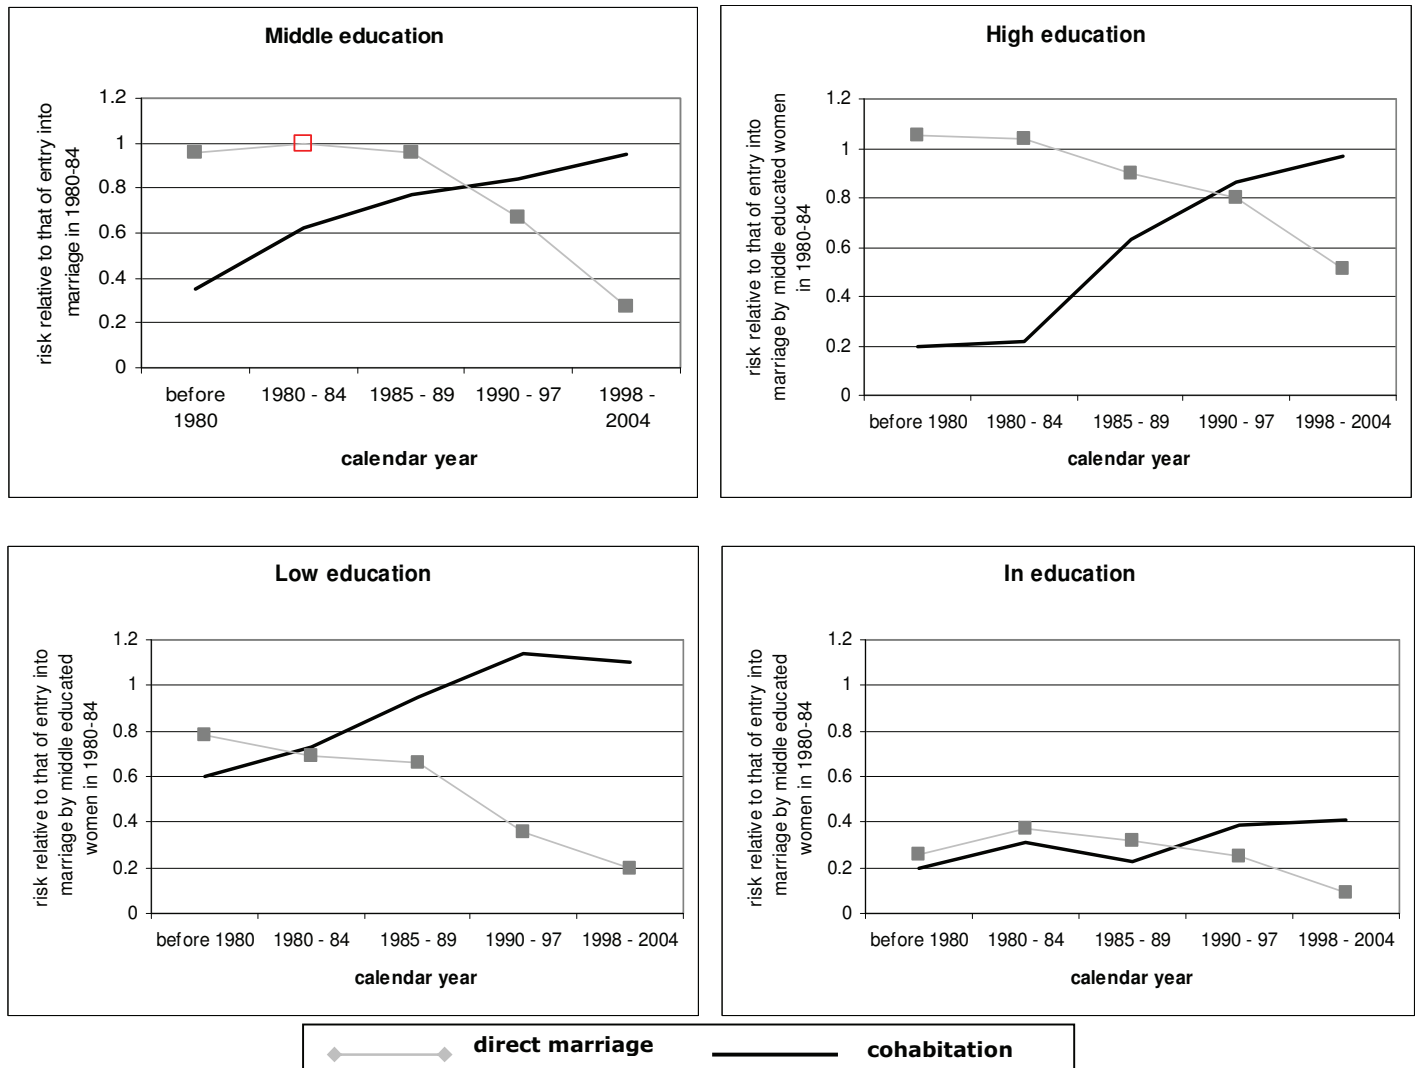 Middle education
risk relative to that of entry into
marriage in 1980-84
1.2
1
0.8
0.6
0.4
0.2
0
before
1980
1980 - 84
1985 - 89
1990 - 97
1998 -
2004
calendar year
High education
risk relative to that of entry into
marriage by middle educated women
in 1980-84
1.2
1
0.8
0.6
0.4
0.2
0
before 1980
1980 - 84
1985 - 89
1990 - 97
1998 - 2004
calendar year
Low education
risk relative to that of entry into
marriage by middle educated
women in 1980-84
1.2
1
0.8
0.6
0.4
0.2
0
before 1980
1980 - 84
1985 - 89
1990 - 97
1998 - 2004
calendar year
In education
risk relative to that of entry into
marriage by middle educated
women in 1980-84
1.2
1
0.8
0.6
0.4
0.2
0
before 1980
1980 - 84
1985 - 89
1990 - 97
1998 - 2004
calendar year
direct marriage
cohabitation